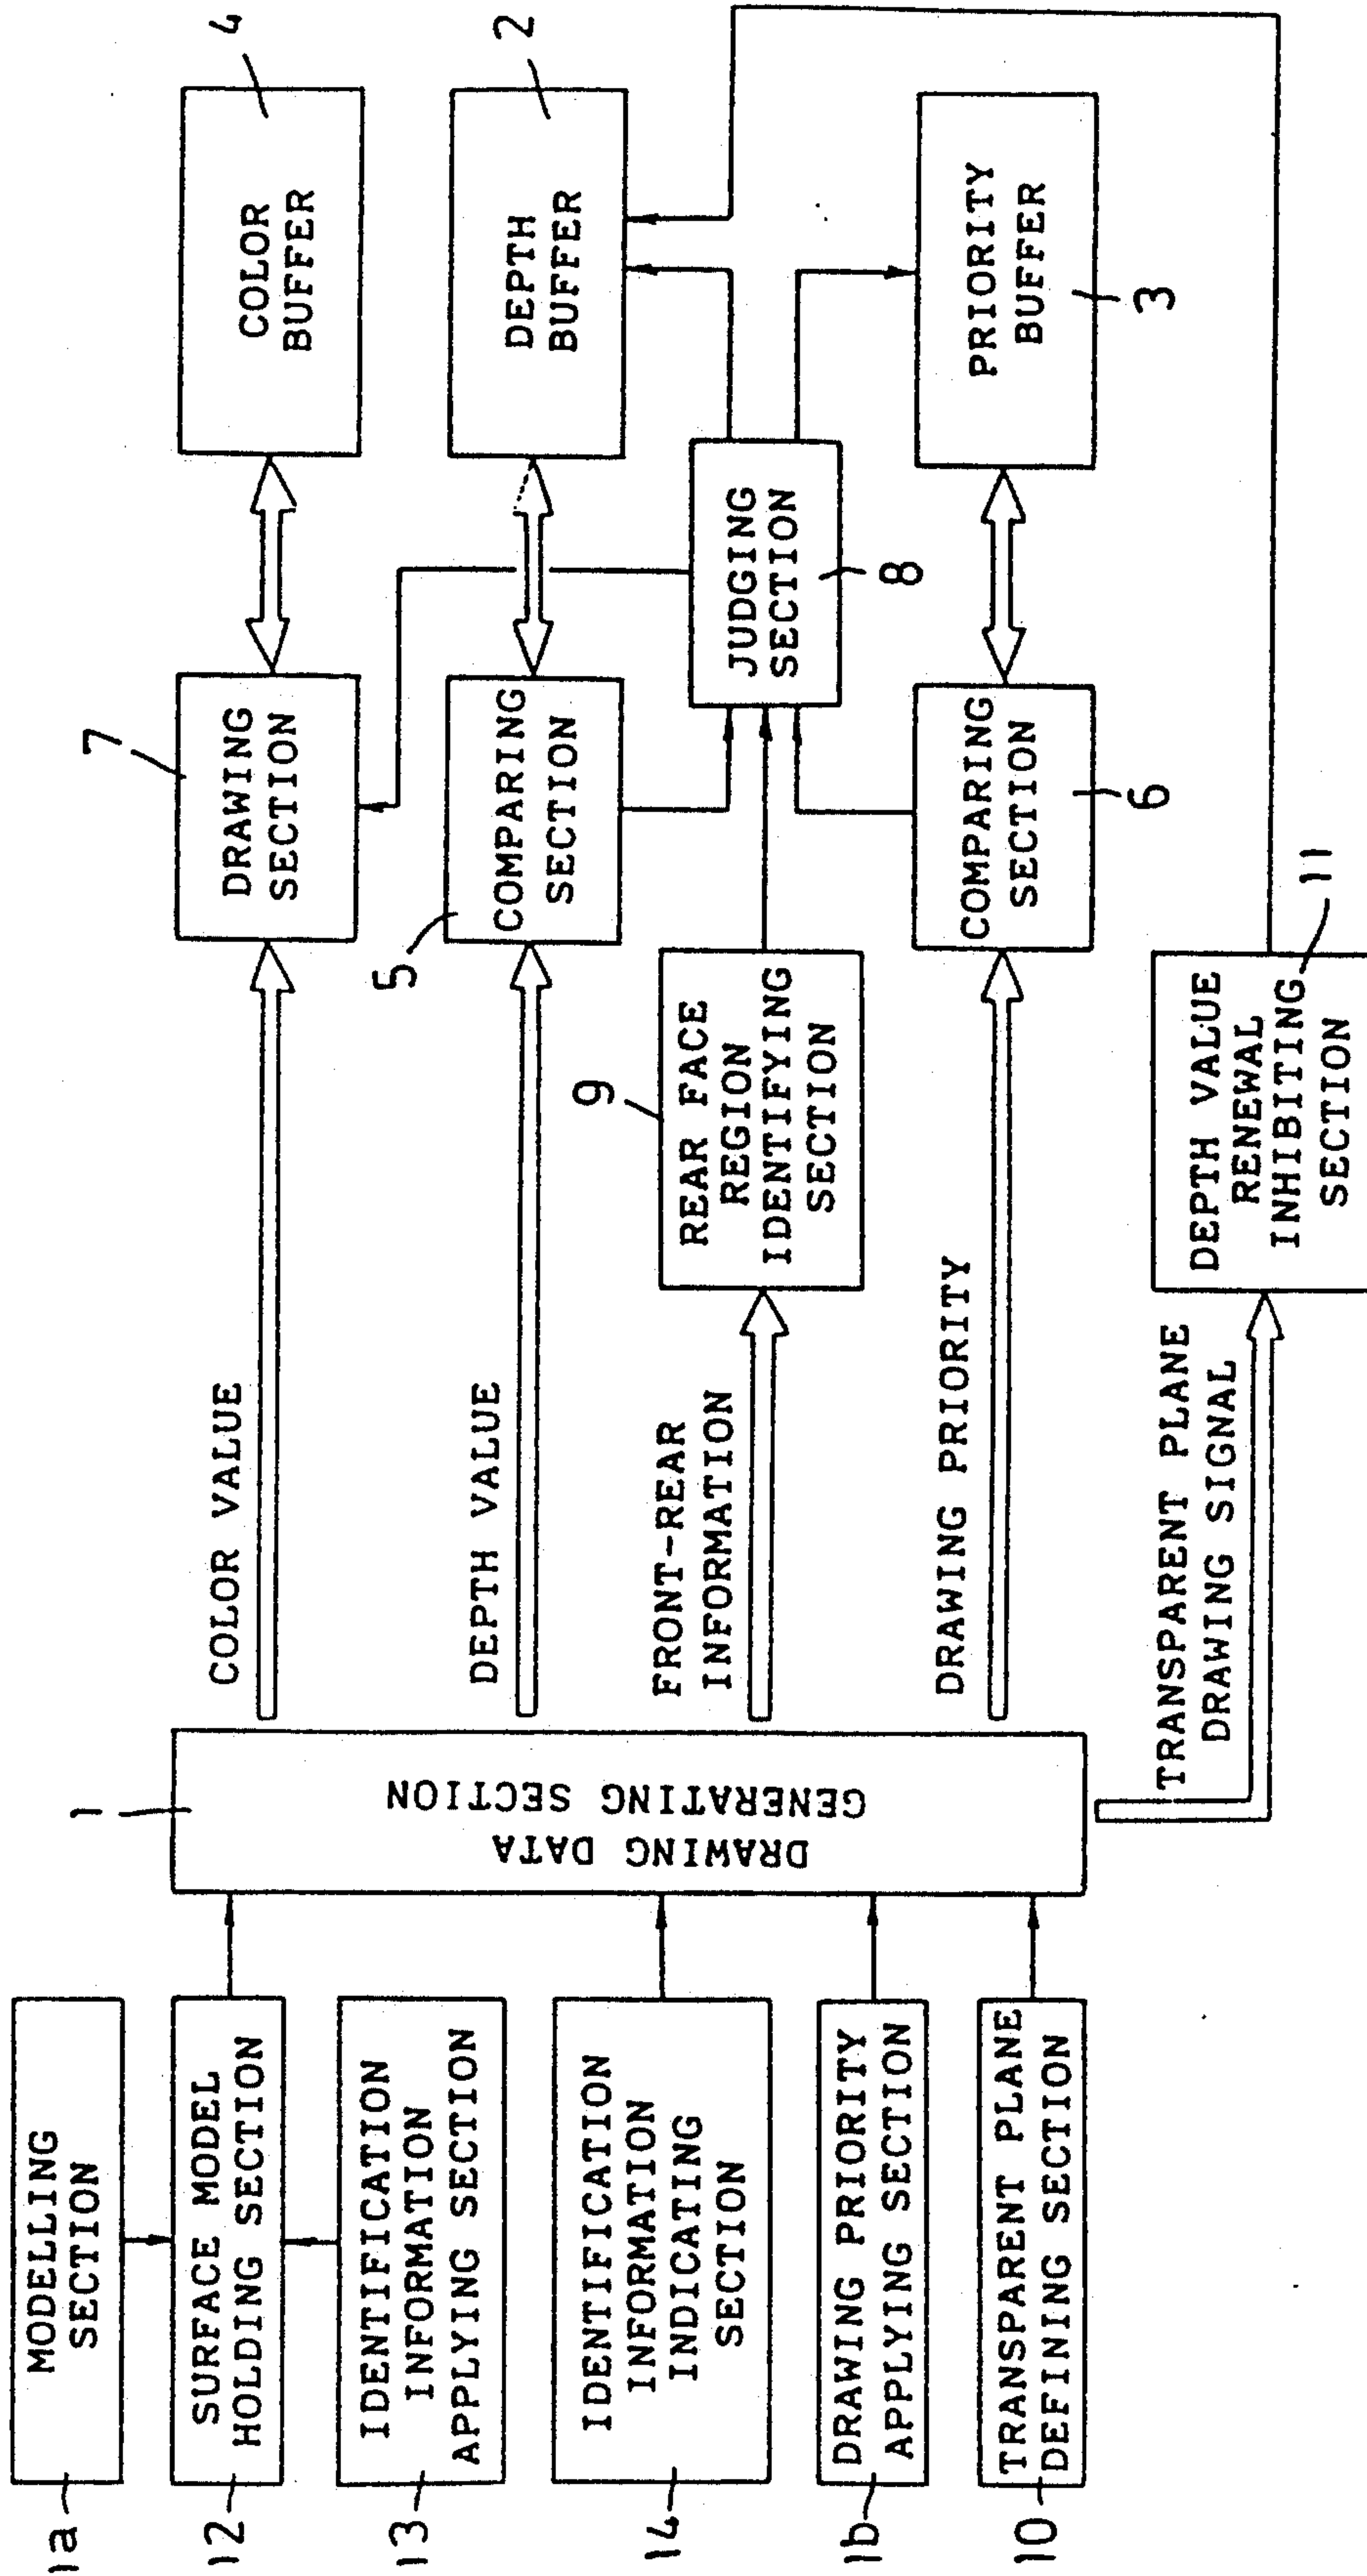 1a
MODELLING
SECTION
12
SURFACE MODEL
HOLDING SECTION
13
IDENTIFICATION
INFORMATION
APPLYING SECTION
14
IDENTIFICATION
INFORMATION
INDICATING
SECTION
1b
DRAWING PRIORITY
APPLYING SECTION
10
TRANSPARENT PLANE
DEFINING SECTION
1
DRAWING DATA
GENERATING SECTION
COLOR VALUE
DEPTH VALUE
FRONT-REAR
INFORMATION
DRAWING PRIORITY
TRANSPARENT PLANE
DRAWING SIGNAL
7
DRAWING
SECTION
5
COMPARING
SECTION
9
REAR FACE
REGION
IDENTIFYING
SECTION
COMPARING
SECTION
6
DEPTH VALUE
RENEWAL
INHIBITING
SECTION
11
JUDGING
SECTION
8
COLOR
BUFFER
4
DEPTH
BUFFER
2
PRIORITY
BUFFER
3